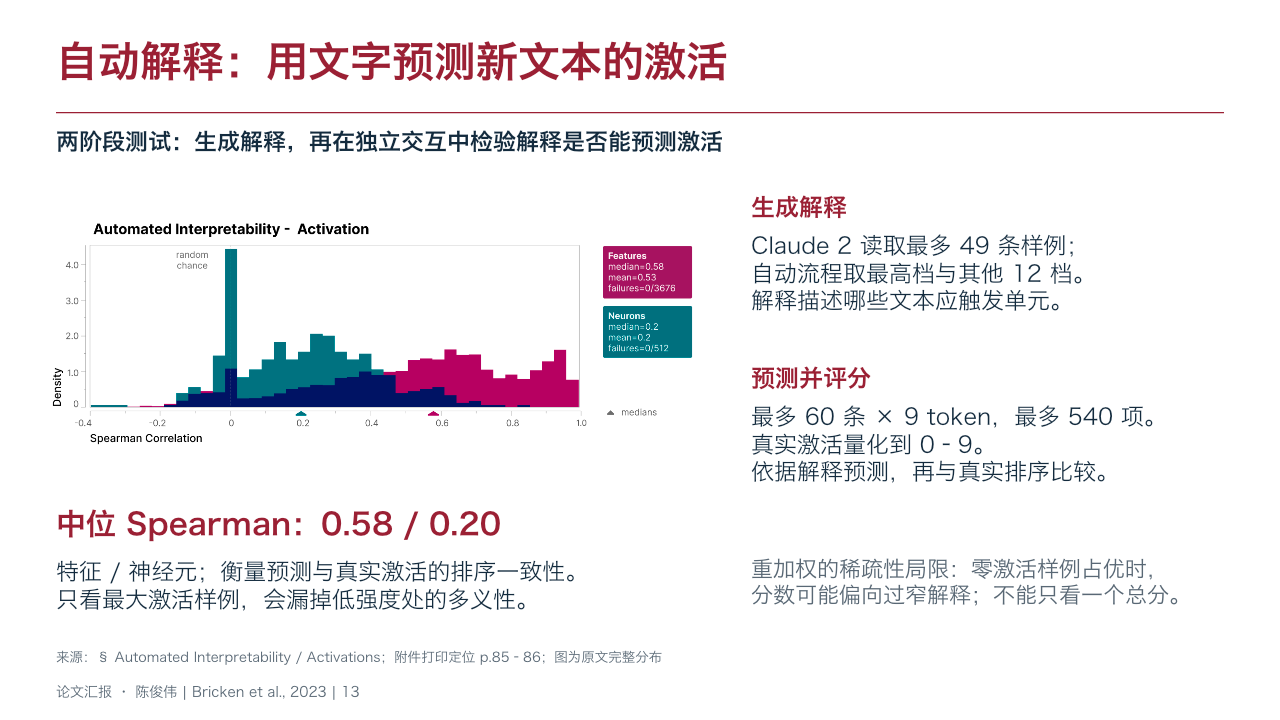 自动解释：用文字预测新文本的激活
两阶段测试：生成解释，再在独立交互中检验解释是否能预测激活
Automated Interpretability - Activation
random
chance
4.0
3.0
2.0
1.0
0
Density
-0.4
-0.2
0
0.2
0.4
0.6
0.8
1.0
Spearman Correlation
Features
median=0.58
mean=0.53
failures=0/3676
Neurons
median=0.2
mean=0.2
failures=0/512
medians
中位 Spearman：0.58 / 0.20
特征 / 神经元；衡量预测与真实激活的排序一致性。
只看最大激活样例，会漏掉低强度处的多义性。
生成解释
Claude 2 读取最多 49 条样例；
自动流程取最高档与其他 12 档。
解释描述哪些文本应触发单元。
预测并评分
最多 60 条 × 9 token，最多 540 项。
真实激活量化到 0 - 9。
依据解释预测，再与真实排序比较。
重加权的稀疏性局限：零激活样例占优时，
分数可能偏向过窄解释；不能只看一个总分。
来源： § Automated Interpretability / Activations；附件打印定位 p.85 - 86；图为原文完整分布
论文汇报 · 陈俊伟 | Bricken et al., 2023 | 13